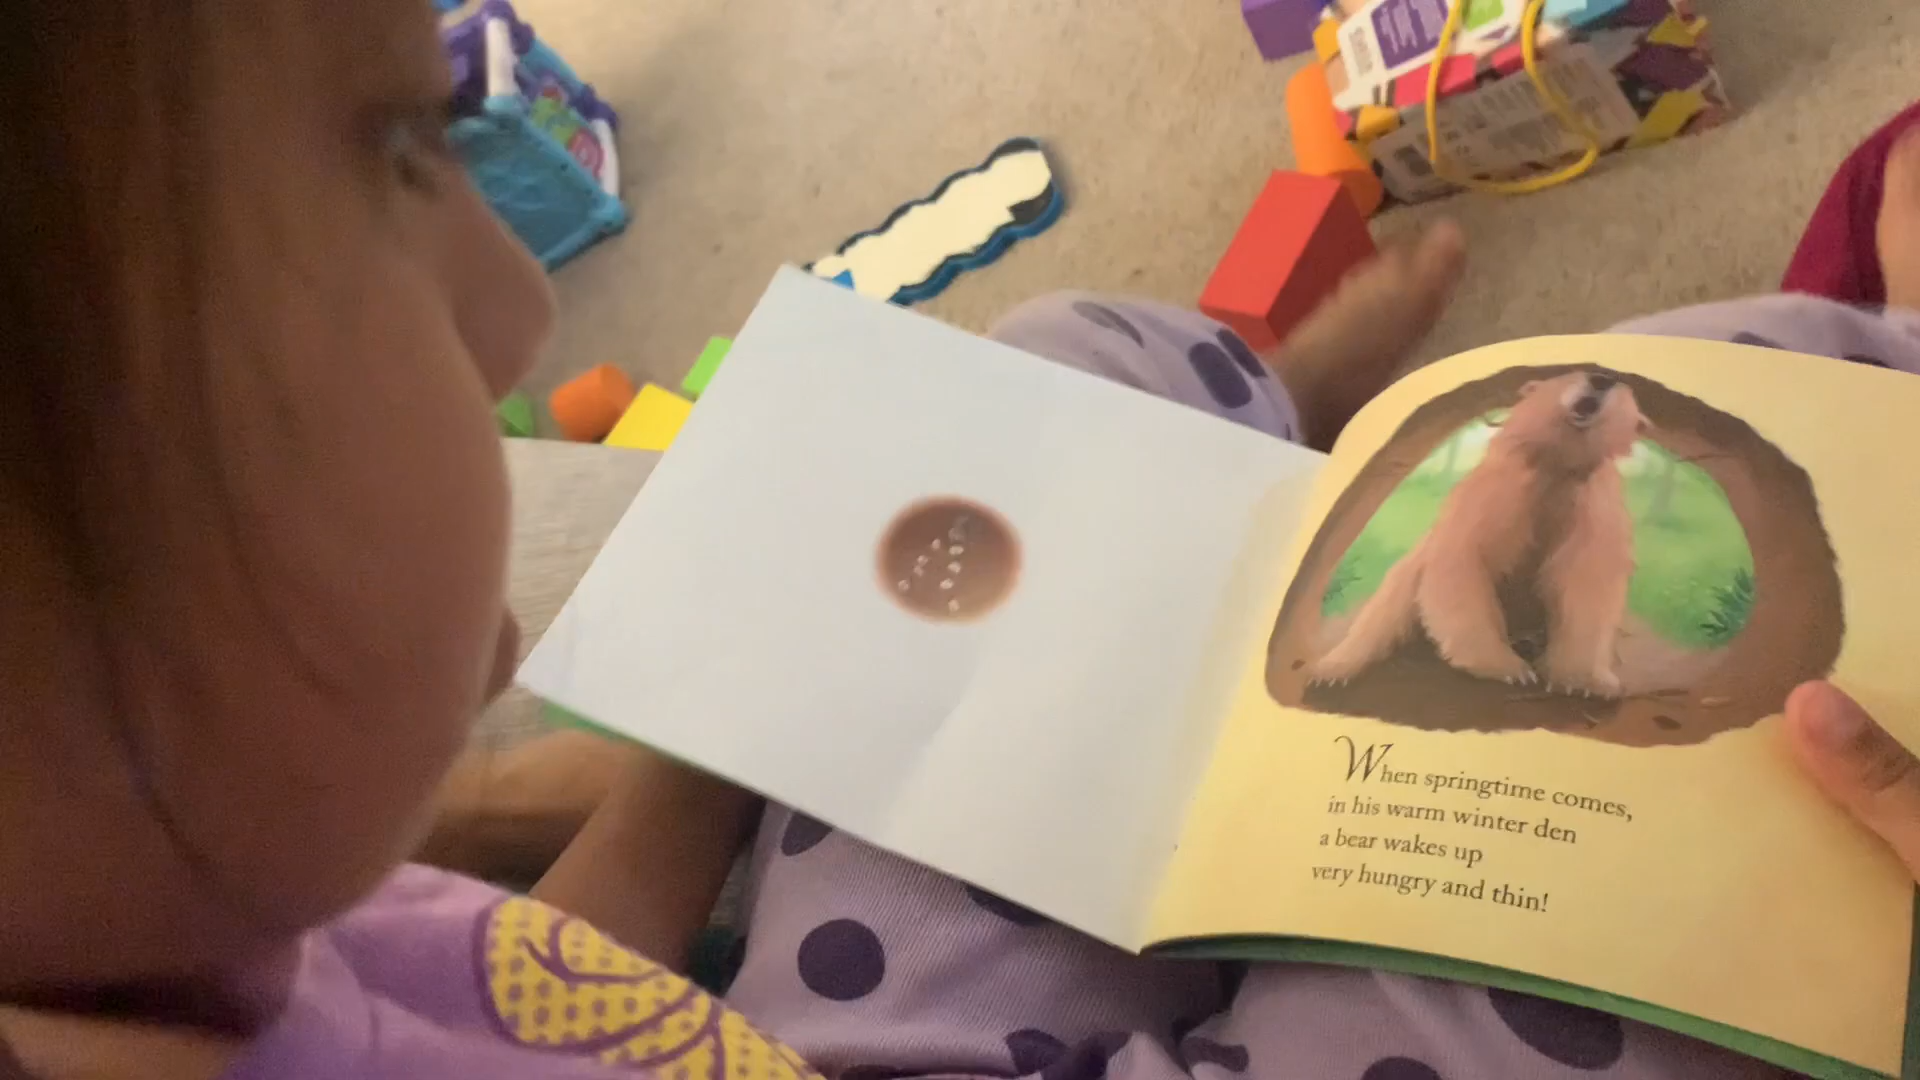 When springtime comes,
in his warm winter den
a bear wakes up
very hungry and thin!